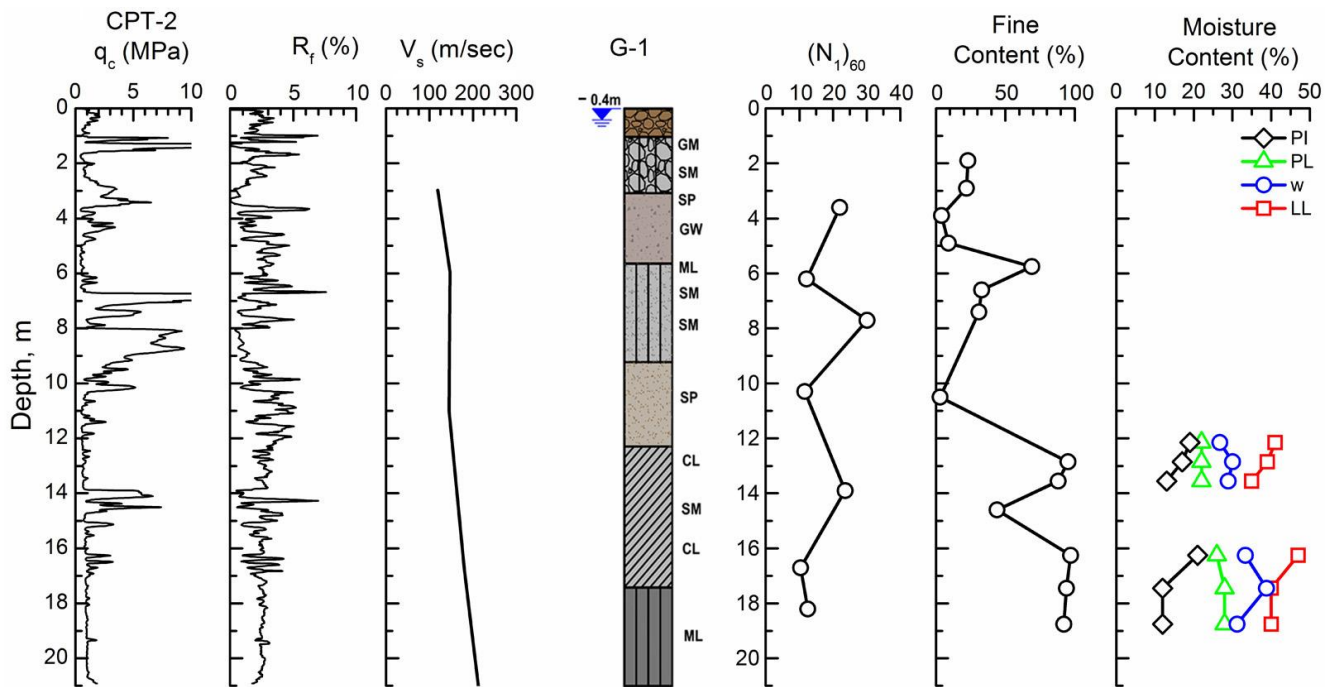 CPT-2
q_c (MPa)
R_f (%)
V_s (m/sec)
G-1
(N_1)_60
Fine
Content (%)
Moisture
Content (%)
0 5 10
0 5 10
0 100 200 300
0 10 20 30 40
0 50 100
0 10 20 30 40 50
Depth, m
0
2
4
6
8
10
12
14
16
18
20
− 0.4m
GM
SM
SP
GW
ML
SM
SM
SP
CL
SM
CL
ML
PI
PL
w
LL